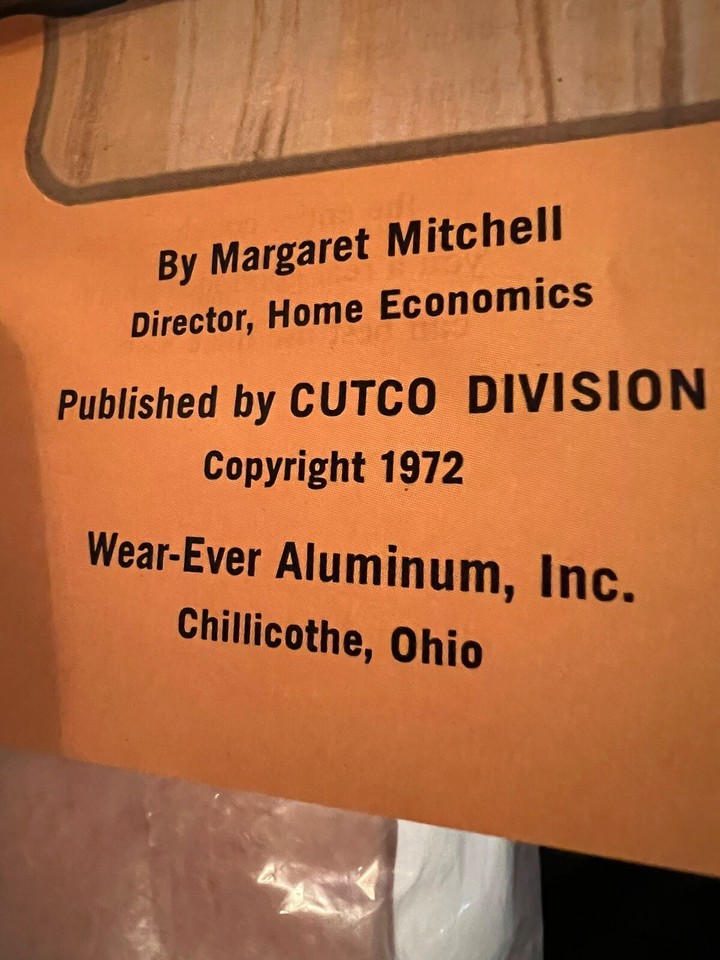 By Margaret Mitchell
Director, Home Economics
Published by CUTCO DIVISION
Copyright 1972
Wear-Ever Aluminum, Inc.
Chillicothe, Ohio